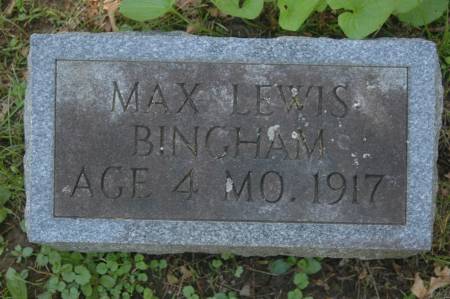 MAX LEWIS
BINGHAM
AGE 4 MO. 1917